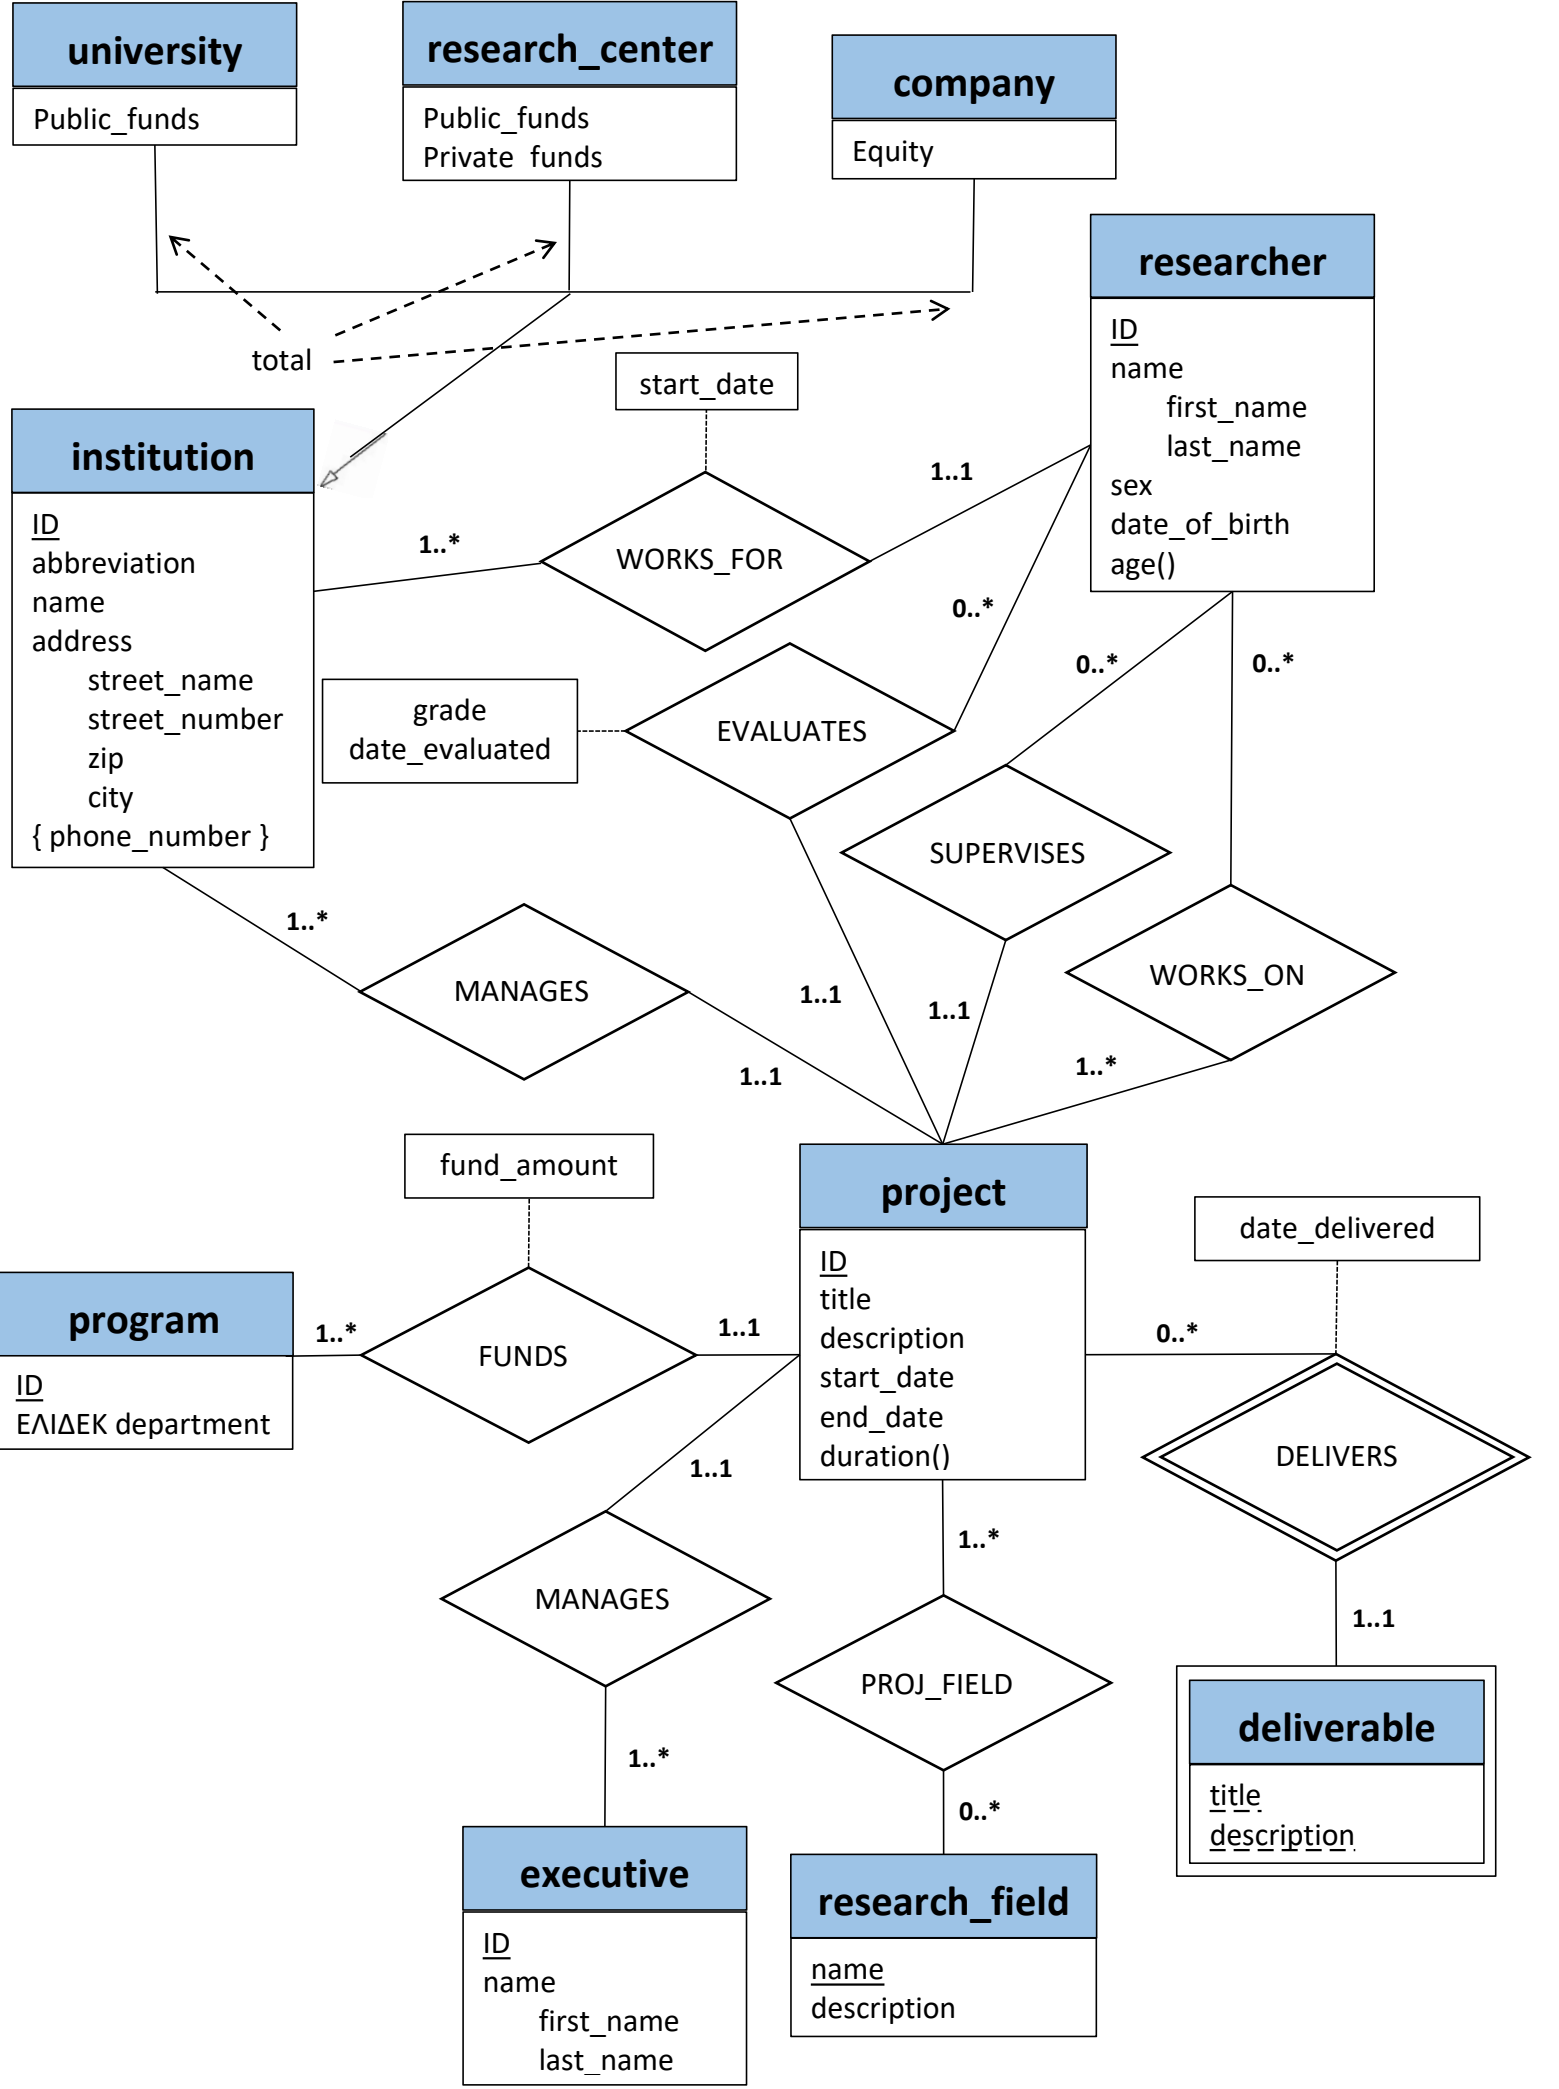 university
Public_funds
research_center
Public_funds
Private_funds
company
Equity
total
researcher
ID
name
first_name
last_name
sex
date_of_birth
age()
start_date
institution
ID
abbreviation
name
address
street_name
street_number
zip
city
{ phone_number }
1..*
WORKS_FOR
1..1
0..*
grade
date_evaluated
EVALUATES
0..*
0..*
SUPERVISES
1..*
MANAGES
1..1
1..1
1..1
WORKS_ON
1..*
fund_amount
project
ID
title
description
start_date
end_date
duration()
date_delivered
program
ID
ΕΛΙΔΕΚ department
1..*
FUNDS
1..1
0..*
DELIVERS
1..1
MANAGES
1..*
1..*
PROJ_FIELD
0..*
1..1
deliverable
title
description
executive
ID
name
first_name
last_name
research_field
name
description